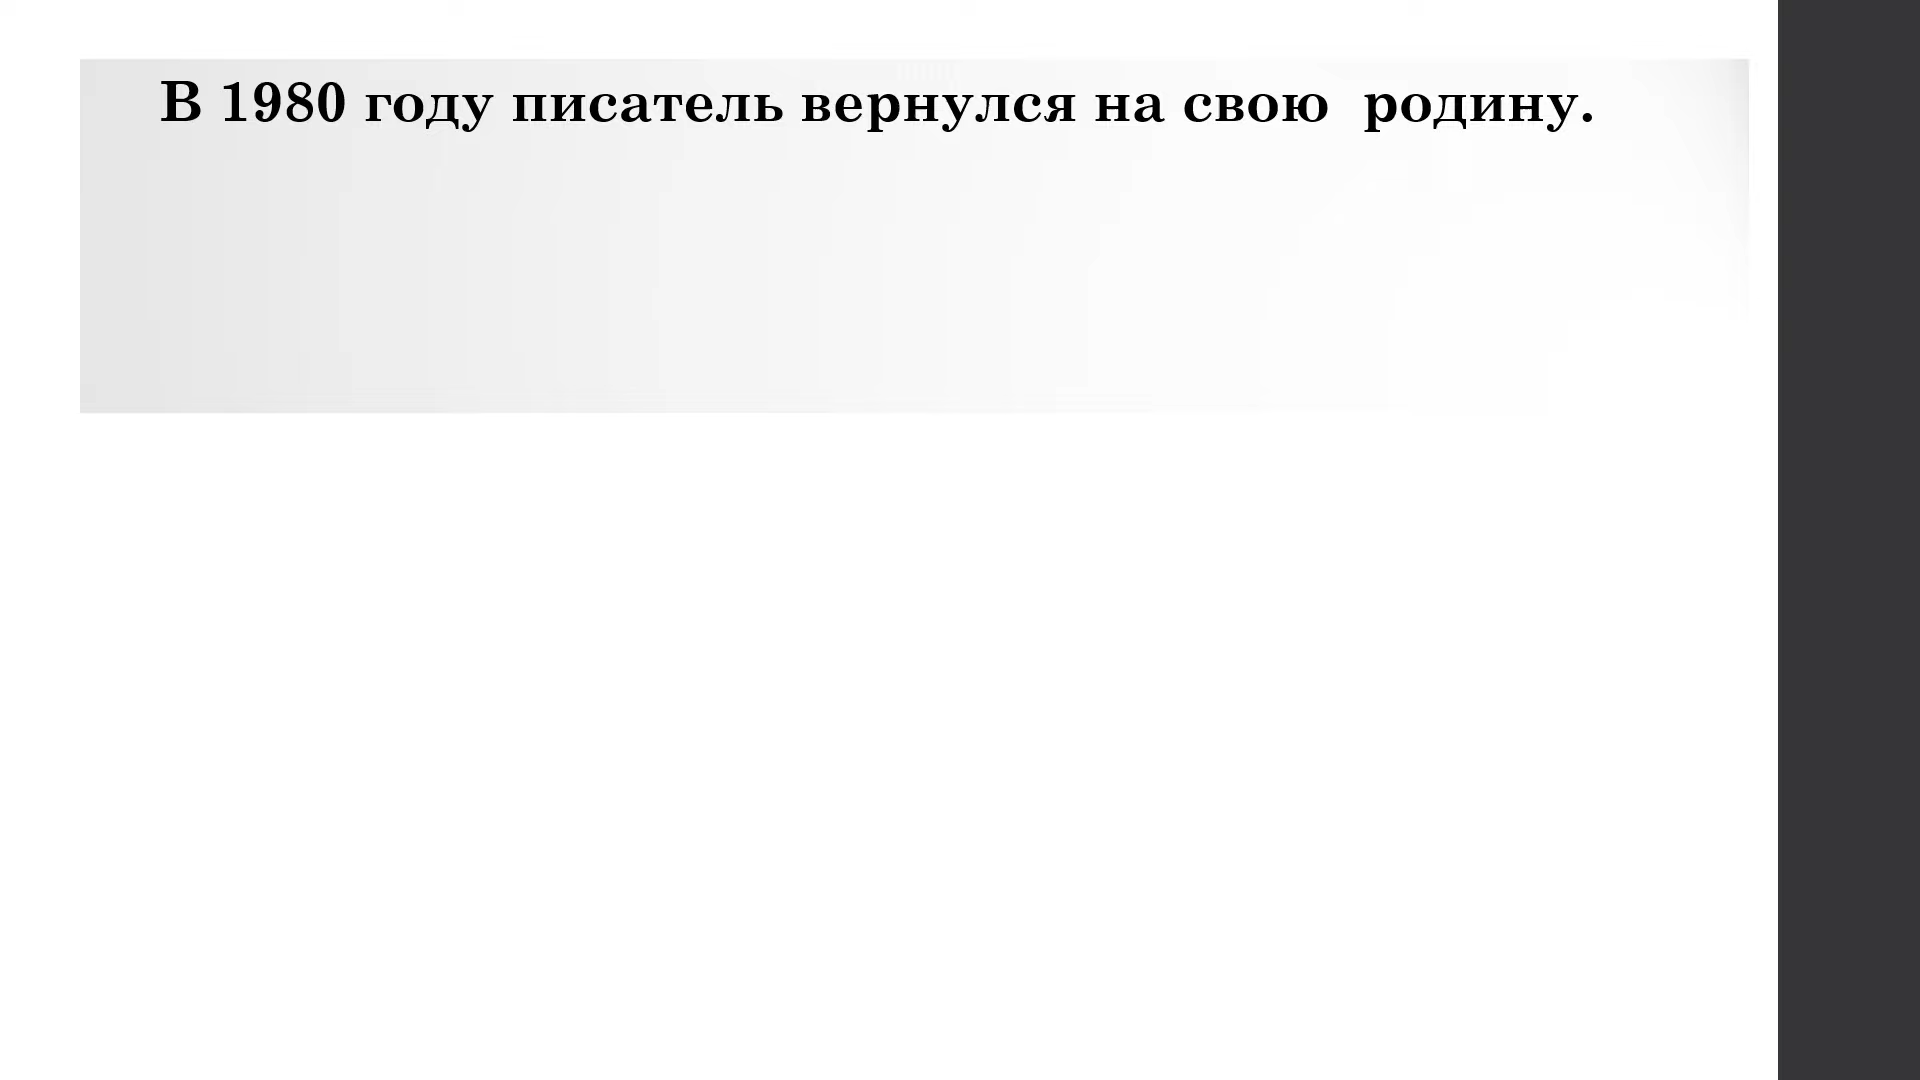 В 1980 году писатель вернулся на свою  родину.